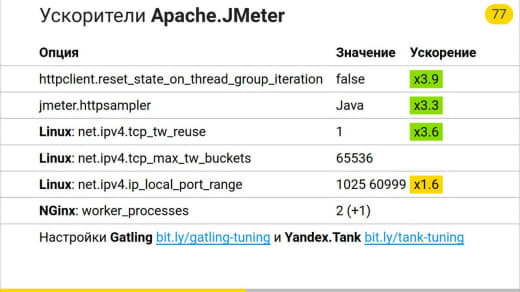 Ускорители Apache.JMeter
77
Опция Значение Ускорение
httpclient.reset_state_on_thread_group_iteration false x3.9
jmeter.httpsampler Java x3.3
Linux: net.ipv4.tcp_tw_reuse 1 x3.6
Linux: net.ipv4.tcp_max_tw_buckets 65536
Linux: net.ipv4.ip_local_port_range 1025 60999 x1.6
NGinx: worker_processes 2 (+1)
Настройки Gatling bit.ly/gatling-tuning и Yandex.Tank bit.ly/tank-tuning